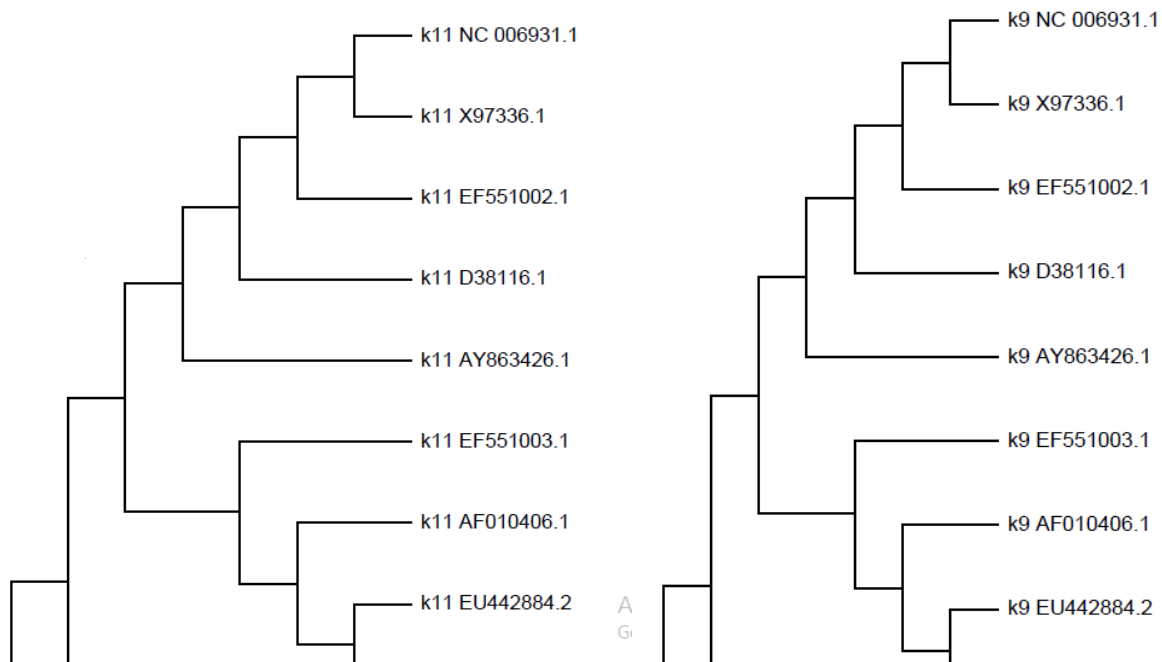 k11 NC 006931.1
k11 X97336.1
k11 EF551002.1
k11 D38116.1
k11 AY863426.1
k11 EF551003.1
k11 AF010406.1
k11 EU442884.2
k9 NC 006931.1
k9 X97336.1
k9 EF551002.1
k9 D38116.1
k9 AY863426.1
k9 EF551003.1
k9 AF010406.1
k9 EU442884.2
A